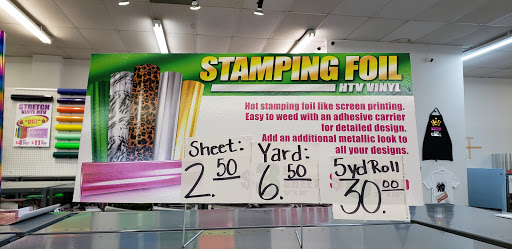 STAMPING FOIL
HTV VINYL
Hot stamping foil like screen printing.
Easy to weed with an adhesive carrier
for detailed design.
Add an additional metallic look to
all your designs.
Sheet:
2.50
Yard:
6.50
5yd Roll
30.00
STRETCH